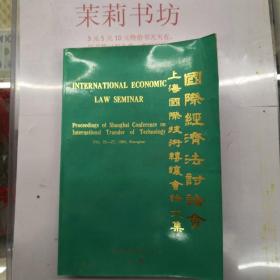 茉莉书坊
INTERNATIONAL ECONOMIC
LAW SEMINAR
Proceedings of Shanghai Conference on
International Transfer of Technology
國際經濟法討論會
上海國際技術轉讓會論文集